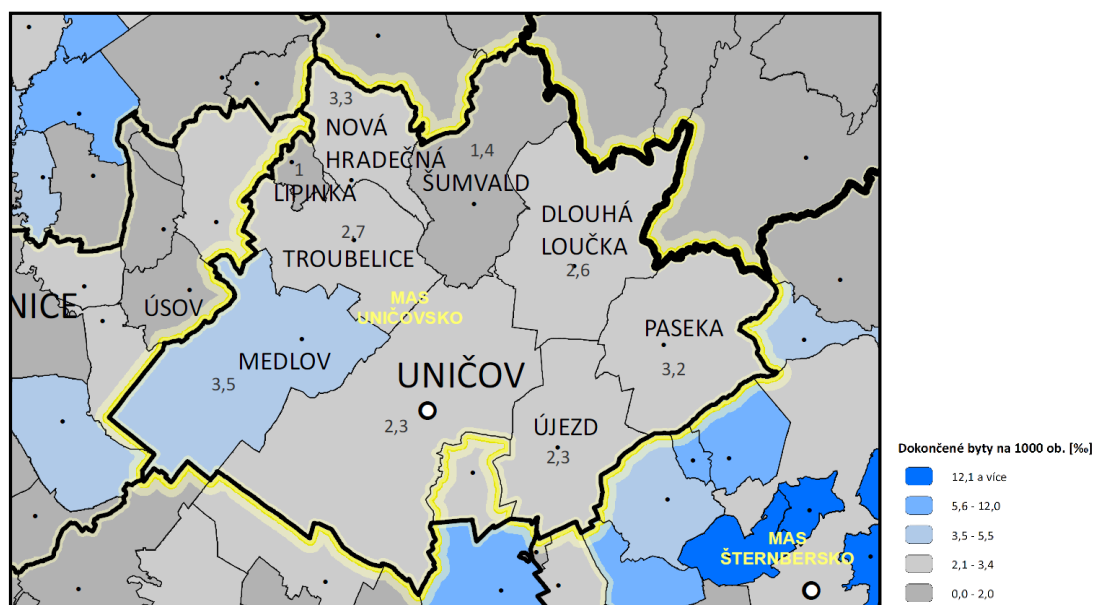 3,3
NOVÁ
HRADEČNÁ
1,4
ŠUMVALD
1
LIPINKA
DLOUHÁ
LOUČKA
2,6
2,7
TROUBELICE
MAS
UNIČOVSKO
NICE
ÚSOV
PASEKA
3,2
MEDLOV
3,5
UNIČOV
2,3
ÚJEZD
2,3
MAS
ŠTERNBERSKO
Dokončené byty na 1000 ob. [‰]
12,1 a více
5,6 - 12,0
3,5 - 5,5
2,1 - 3,4
0,0 - 2,0